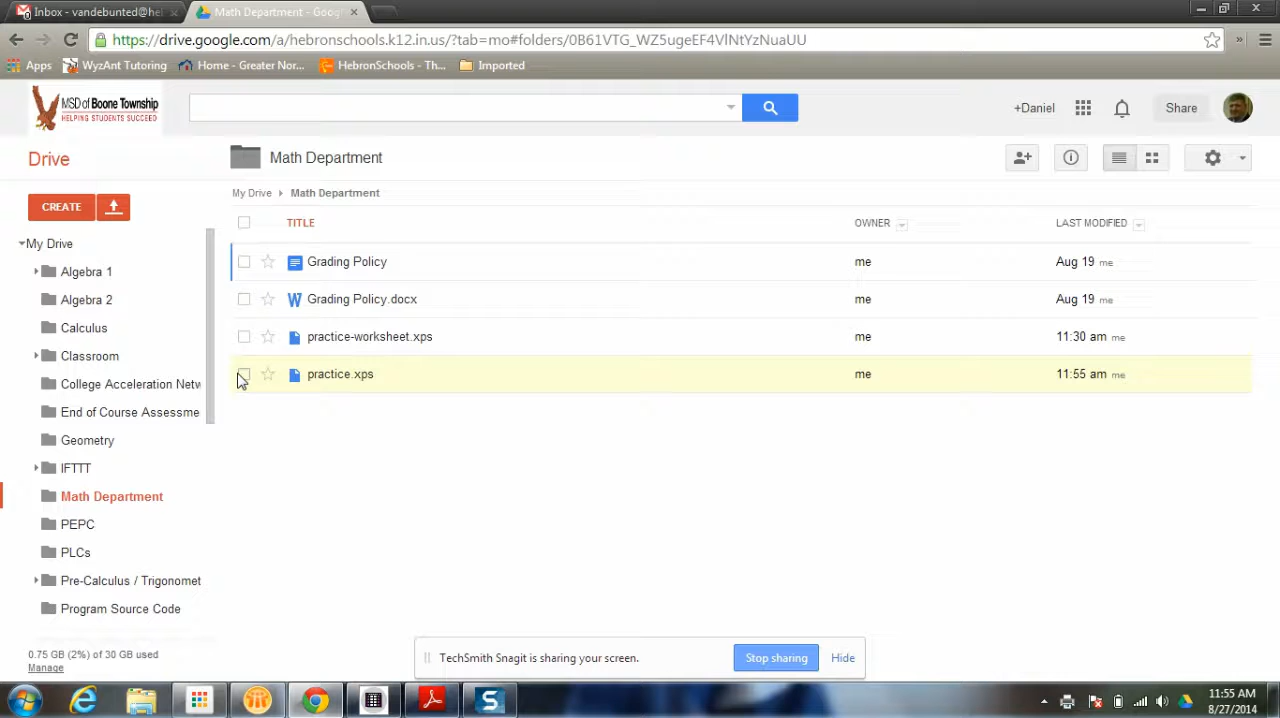 Inbox - vandebunted@he
Math Department - Goog
https://drive.google.com/a/hebronschools.k12.in.us/?tab=mo#folders/0B61VTG_WZ5ugeEF4VlNtYzNuaUU
Apps WyzAnt Tutoring Home - Greater Nor... HebronSchools - Th... Imported
MSD of Boone Township
HELPING STUDENTS SUCCEED
+Daniel Share
Drive
Math Department
CREATE
My Drive Math Department
TITLE OWNER LAST MODIFIED
My Drive
Algebra 1
Algebra 2
Calculus
Classroom
College Acceleration Netw
End of Course Assessme
Geometry
IFTTT
Math Department
PEPC
PLCs
Pre-Calculus / Trigonomet
Program Source Code
Grading Policy me Aug 19 me
Grading Policy.docx me Aug 19 me
practice-worksheet.xps me 11:30 am me
practice.xps me 11:55 am me
0.75 GB (2%) of 30 GB used
Manage
TechSmith Snagit is sharing your screen. Stop sharing Hide
11:55 AM
8/27/2014